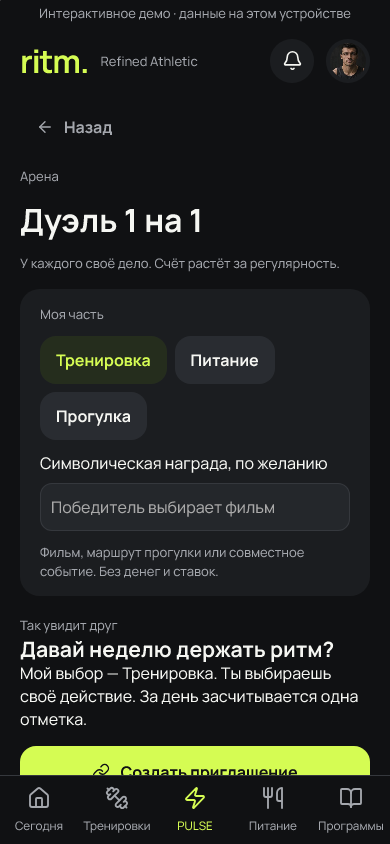 Интерактивное демо · данные на этом устройстве
ritm. Refined Athletic
Назад
Арена
Дуэль 1 на 1
У каждого своё дело. Счёт растёт за регулярность.
Моя часть
Тренировка Питание
Прогулка
Символическая награда, по желанию
Победитель выбирает фильм
Фильм, маршрут прогулки или совместное
событие. Без денег и ставок.
Так увидит друг
Давай неделю держать ритм?
Мой выбор — Тренировка. Ты выбираешь
своё действие. За день засчитывается одна
отметка.
Создать приглашение
Сегодня Тренировки PULSE Питание Программы